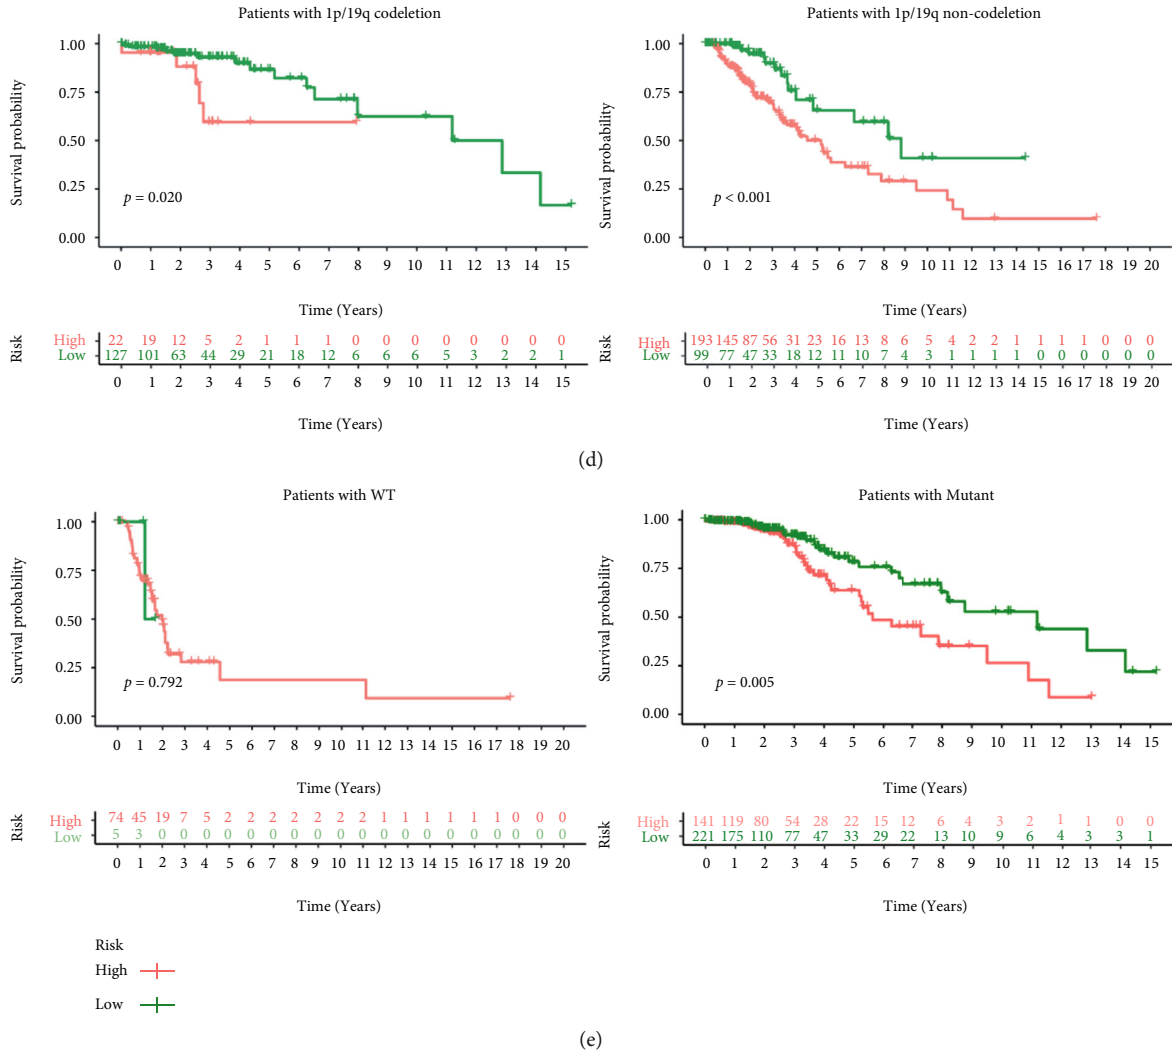 Patients with 1p/19q codeletion
Survival probability
1.00
0.75
0.50
0.25
0.00
p = 0.020
0 1 2 3 4 5 6 7 8 9 10 11 12 13 14 15
Time (Years)
Risk
High 22 19 12 5 2 1 1 1 0 0 0 0 0 0 0 0
Low 127 101 63 44 29 21 18 12 6 6 6 5 3 2 2 1
0 1 2 3 4 5 6 7 8 9 10 11 12 13 14 15
Time (Years)
Patients with 1p/19q non-codeletion
Survival probability
1.00
0.75
0.50
0.25
0.00
p < 0.001
0 1 2 3 4 5 6 7 8 9 10 11 12 13 14 15 16 17 18 19 20
Time (Years)
Risk
High 193 145 87 56 31 23 16 13 8 6 5 4 2 2 1 1 1 1 0 0 0
Low 99 77 47 33 18 12 11 10 7 4 3 1 1 1 1 0 0 0 0 0 0
0 1 2 3 4 5 6 7 8 9 10 11 12 13 14 15 16 17 18 19 20
Time (Years)
(d)
Patients with WT
Survival probability
1.00
0.75
0.50
0.25
0.00
p = 0.792
0 1 2 3 4 5 6 7 8 9 10 11 12 13 14 15 16 17 18 19 20
Time (Years)
Risk
High 74 45 19 7 5 2 2 2 2 2 2 2 1 1 1 1 1 1 0 0 0
Low 5 3 0 0 0 0 0 0 0 0 0 0 0 0 0 0 0 0 0 0 0
0 1 2 3 4 5 6 7 8 9 10 11 12 13 14 15 16 17 18 19 20
Time (Years)
Patients with Mutant
Survival probability
1.00
0.75
0.50
0.25
0.00
p = 0.005
0 1 2 3 4 5 6 7 8 9 10 11 12 13 14 15
Time (Years)
Risk
High 141 119 80 54 28 22 15 12 6 4 3 2 1 1 0 0
Low 221 175 110 77 47 33 29 22 13 10 9 6 4 3 3 1
0 1 2 3 4 5 6 7 8 9 10 11 12 13 14 15
Time (Years)
Risk
High
Low
(e)